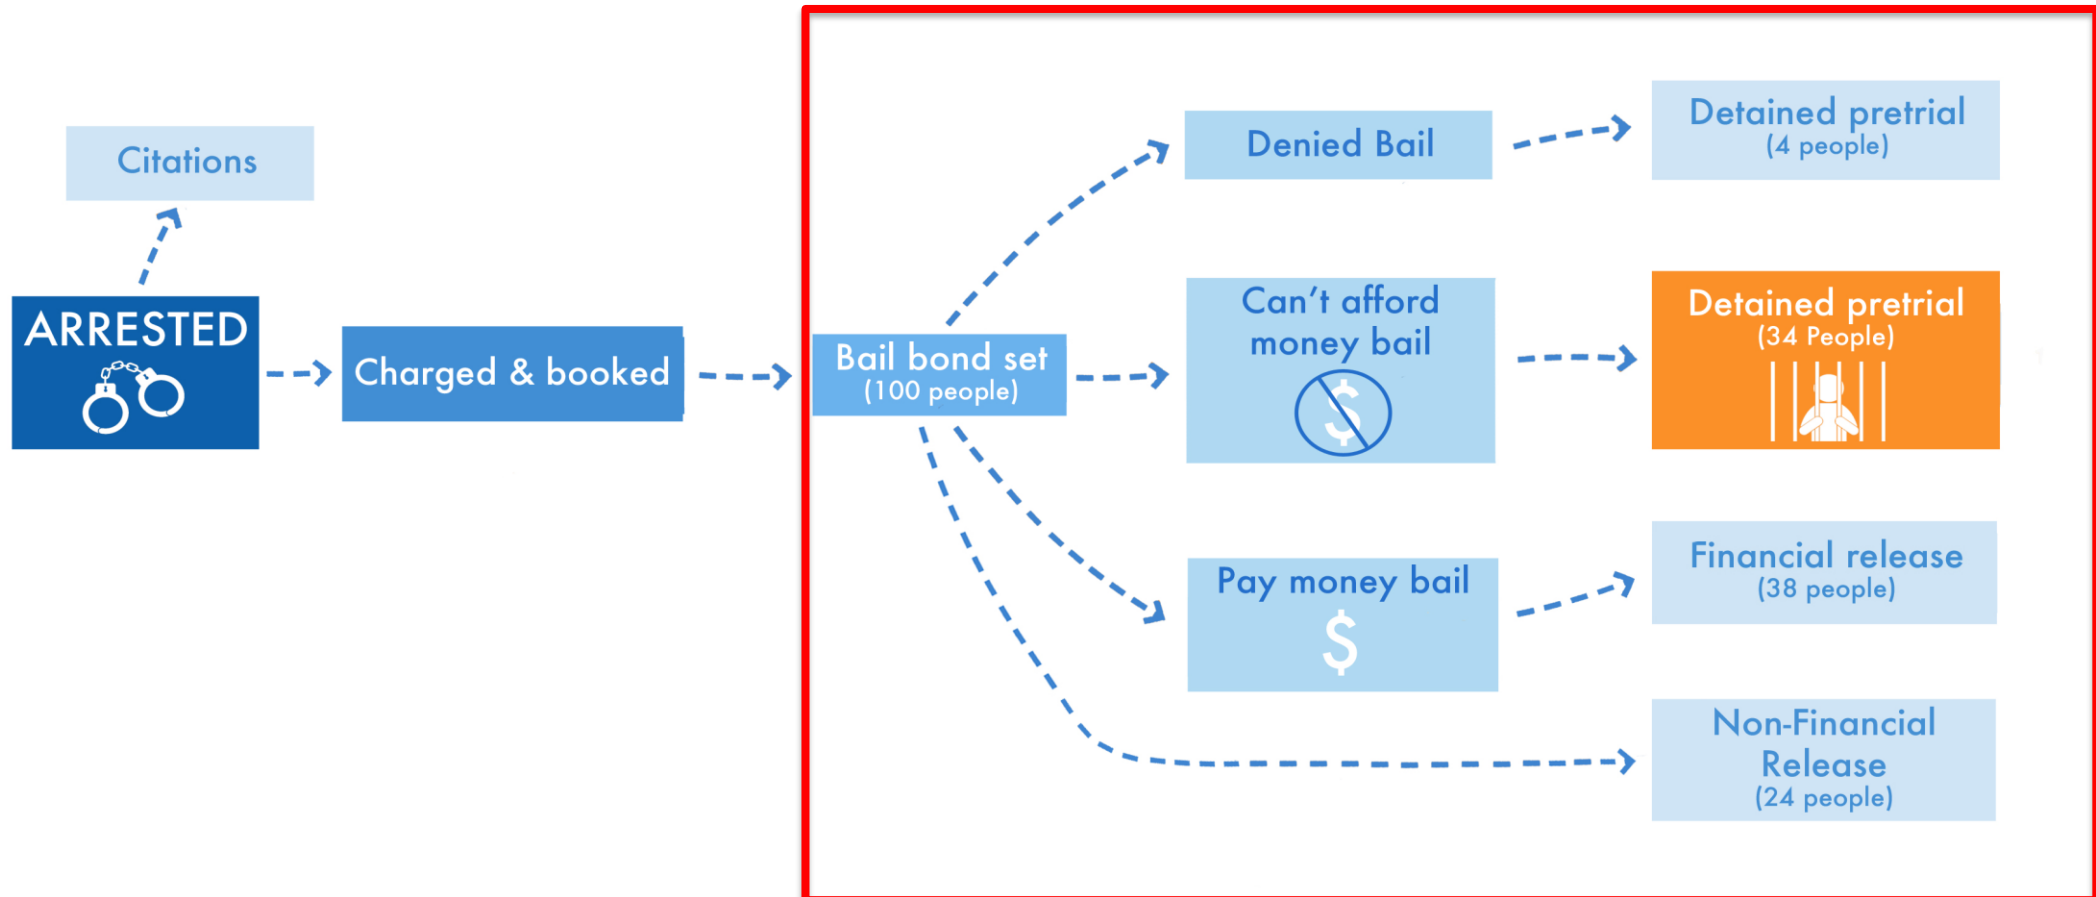 Citations
ARRESTED
Charged & booked
Bail bond set
(100 people)
Denied Bail
Detained pretrial
(4 people)
Can't afford
money bail
$
Detained pretrial
(34 People)
Pay money bail
$
Financial release
(38 people)
Non-Financial
Release
(24 people)